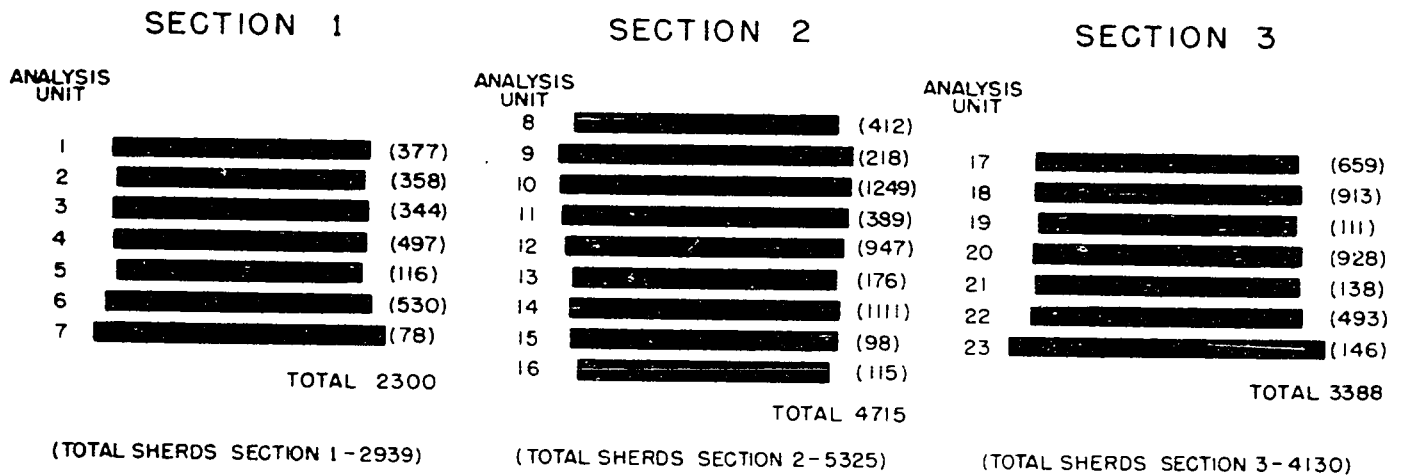 SECTION 1
ANALYSIS
UNIT
1 (377)
2 (358)
3 (344)
4 (497)
5 (116)
6 (530)
7 (78)
TOTAL 2300
(TOTAL SHERDS SECTION 1-2939)
SECTION 2
ANALYSIS
UNIT
8 (412)
9 (218)
10 (1249)
11 (389)
12 (947)
13 (176)
14 (1111)
15 (98)
16 (115)
TOTAL 4715
(TOTAL SHERDS SECTION 2-5325)
SECTION 3
ANALYSIS
UNIT
17 (659)
18 (913)
19 (111)
20 (928)
21 (138)
22 (493)
23 (146)
TOTAL 3388
(TOTAL SHERDS SECTION 3-4130)